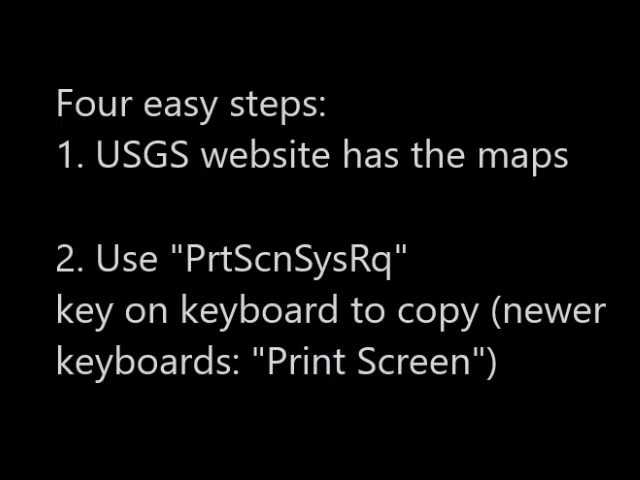 Four easy steps:
1. USGS website has the maps
2. Use "PrtScnSysRq"
key on keyboard to copy (newer
keyboards: "Print Screen")